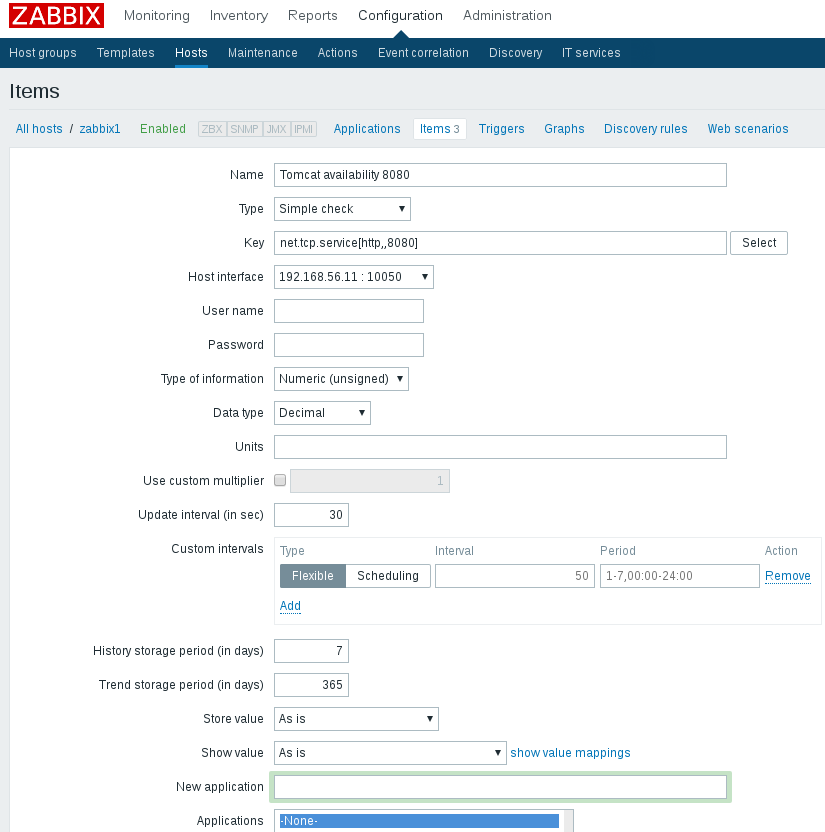 ZABBIX Monitoring Inventory Reports Configuration Administration
Host groups Templates Hosts Maintenance Actions Event correlation Discovery IT services
Items
All hosts / zabbix1 Enabled ZBX SNMP JMX IPMI Applications Items 3 Triggers Graphs Discovery rules Web scenarios
Name Tomcat availability 8080
Type Simple check
Key net.tcp.service[http,,8080] Select
Host interface 192.168.56.11 : 10050
User name
Password
Type of information Numeric (unsigned)
Data type Decimal
Units
Use custom multiplier 1
Update interval (in sec) 30
Custom intervals Type Interval Period Action
Flexible Scheduling 50 1-7,00:00-24:00 Remove
Add
History storage period (in days) 7
Trend storage period (in days) 365
Store value As is
Show value As is show value mappings
New application
Applications -None-